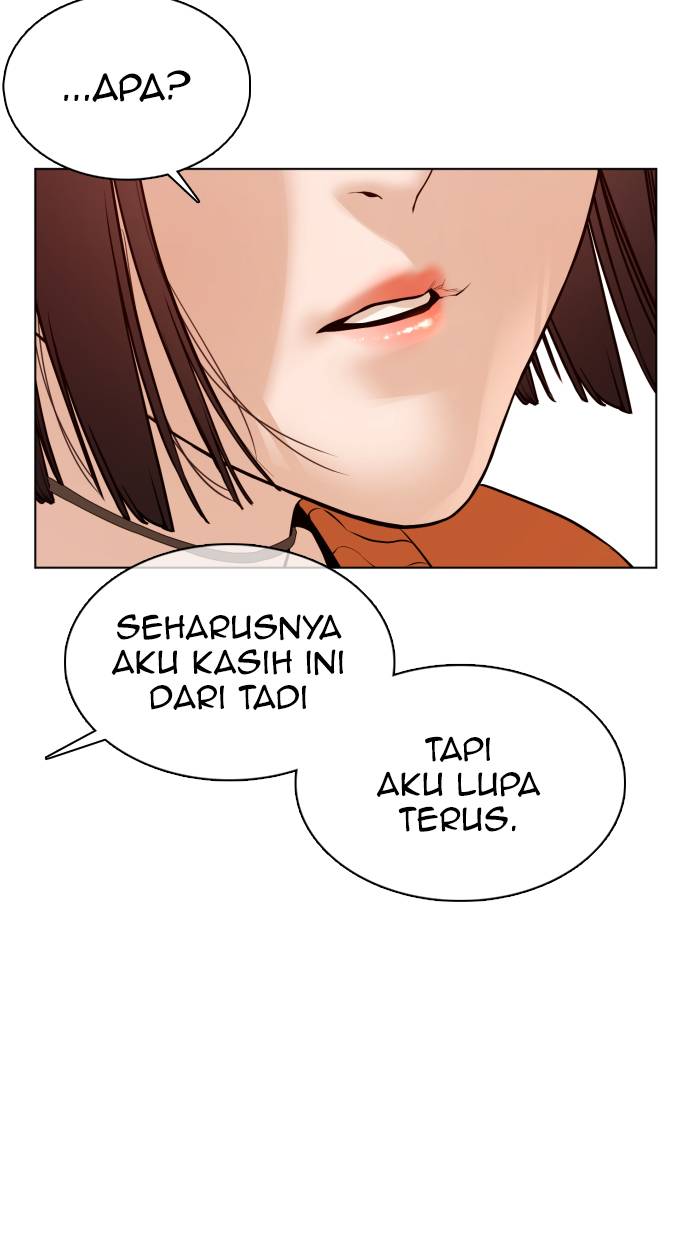 ...APA?
SEHARUSNYA
AKU KASIH INI
DARI TADI
TAPI
AKU LUPA
TERUS.